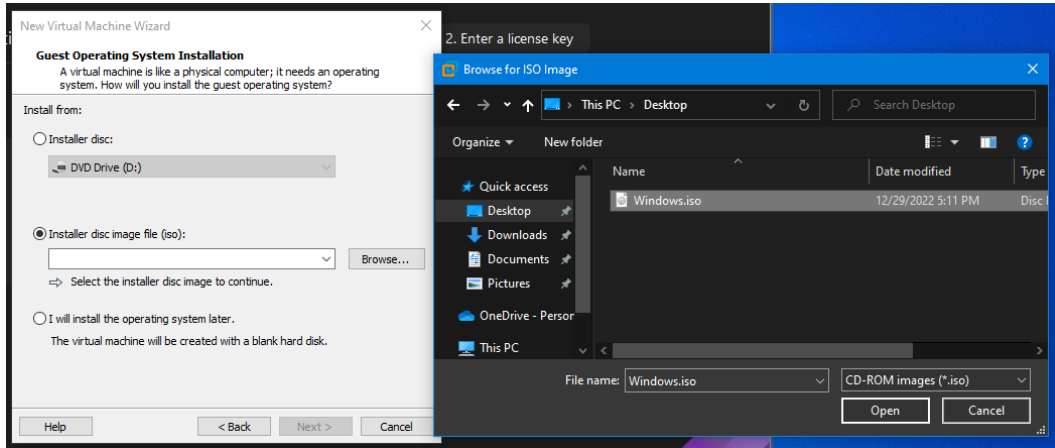 New Virtual Machine Wizard
Guest Operating System Installation
A virtual machine is like a physical computer; it needs an operating
system. How will you install the guest operating system?
Install from:
Installer disc:
DVD Drive (D:)
Installer disc image file (iso):
Browse...
Select the installer disc image to continue.
I will install the operating system later.
The virtual machine will be created with a blank hard disk.
Help
< Back
Next >
Cancel
2. Enter a license key
Browse for ISO Image
This PC > Desktop
Search Desktop
Organize
New folder
Name
Date modified
Type
Quick access
Windows.iso
12/29/2022 5:11 PM
Disc
Desktop
Downloads
Documents
Pictures
OneDrive - Person
This PC
File name:
Windows.iso
CD-ROM images (*.iso)
Open
Cancel